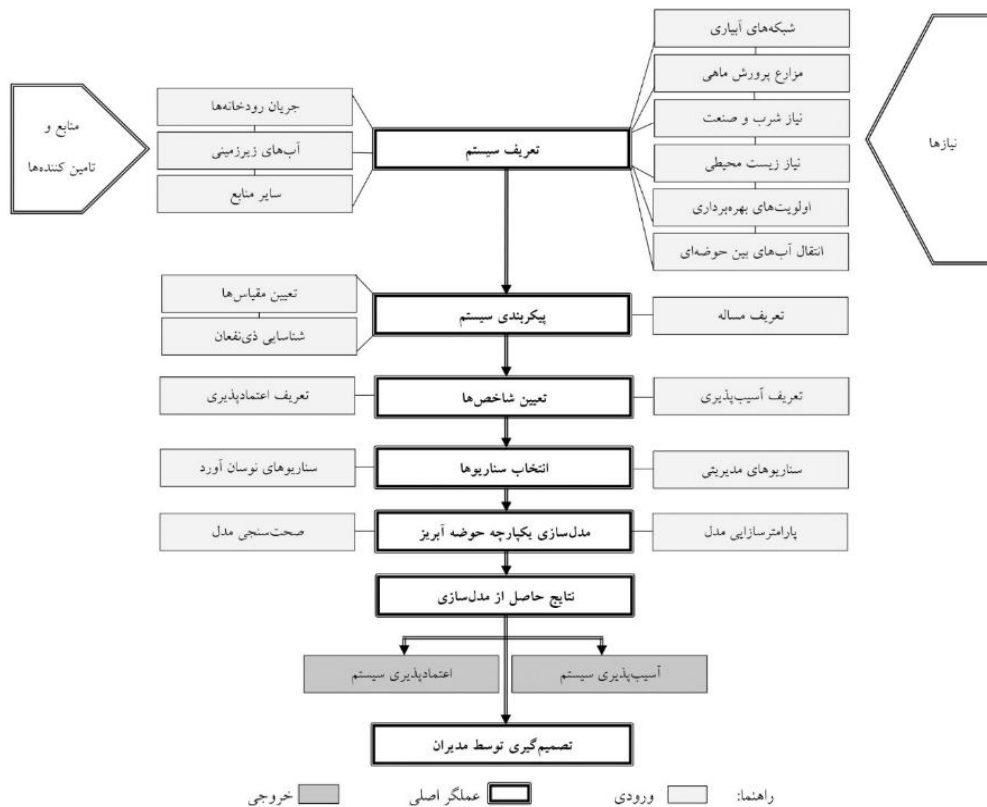 شبکه‌های آبیاری
مزارع پرورش ماهی
نیاز شرب و صنعت
نیاز زیست محیطی
اولویت‌های بهره‌برداری
انتقال آب‌های بین حوضه‌ای
نیازها
تعریف سیستم
جریان رودخانه‌ها
آب‌های زیرزمینی
سایر منابع
منابع و
تامین کننده‌ها
تعریف مساله
پیکربندی سیستم
تعیین مقیاس‌ها
شناسایی ذی‌نفعان
تعریف آسیب‌پذیری
تعیین شاخص‌ها
تعریف اعتمادپذیری
سناریوهای مدیریتی
انتخاب سناریوها
سناریوهای نوسان آورد
پارامترسازایی مدل
مدل‌سازی یکپارچه حوضه آبریز
صحت‌سنجی مدل
نتایج حاصل از مدل‌سازی
آسیب‌پذیری سیستم
اعتمادپذیری سیستم
تصمیم‌گیری توسط مدیران
راهنما: ورودی عملگر اصلی خروجی